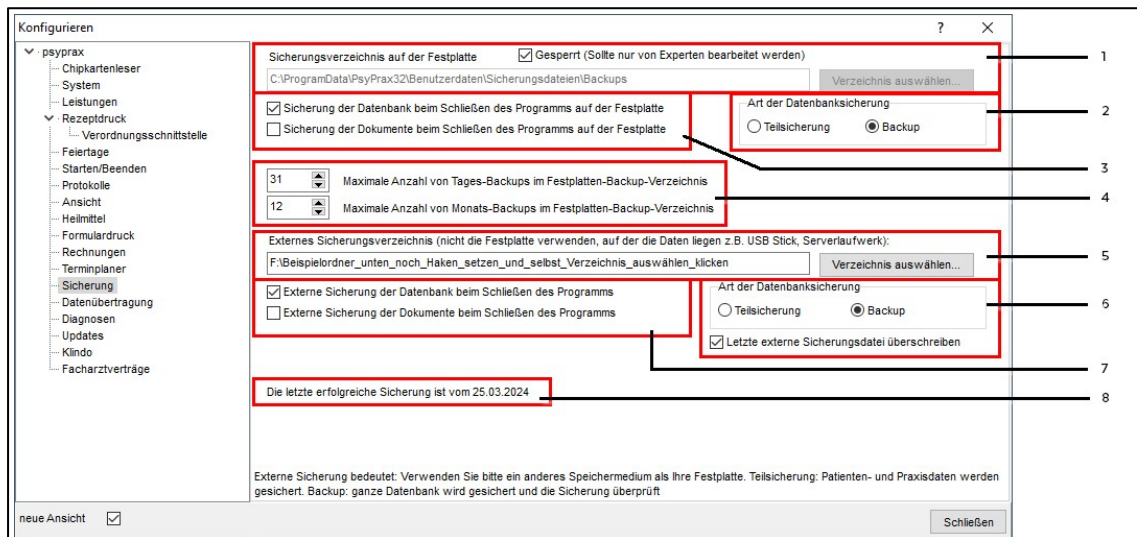 Konfigurieren
?
psyprax
Chipkartenleser
System
Leistungen
Rezeptdruck
Verordnungsschnittstelle
Feiertage
Starten/Beenden
Protokolle
Ansicht
Heilmittel
Formulardruck
Rechnungen
Terminplaner
Sicherung
Datenübertragung
Diagnosen
Updates
Klindo
Facharztverträge
Sicherungsverzeichnis auf der Festplatte
Gesperrt (Sollte nur von Experten bearbeitet werden)
1
C:\ProgramData\PsyPrax32\Benutzerdaten\Sicherungsdateien\Backups
Verzeichnis auswählen...
Sicherung der Datenbank beim Schließen des Programms auf der Festplatte
Sicherung der Dokumente beim Schließen des Programms auf der Festplatte
Art der Datenbanksicherung
Teilsicherung
Backup
2
3
31
Maximale Anzahl von Tages-Backups im Festplatten-Backup-Verzeichnis
12
Maximale Anzahl von Monats-Backups im Festplatten-Backup-Verzeichnis
4
Externes Sicherungsverzeichnis (nicht die Festplatte verwenden, auf der die Daten liegen z.B. USB Stick, Serverlaufwerk):
F:\Beispielordner_unten_noch_Haken_setzen_und_selbst_Verzeichnis_auswählen_klicken
Verzeichnis auswählen...
5
Externe Sicherung der Datenbank beim Schließen des Programms
Externe Sicherung der Dokumente beim Schließen des Programms
Art der Datenbanksicherung
Teilsicherung
Backup
Letzte externe Sicherungsdatei überschreiben
6
7
Die letzte erfolgreiche Sicherung ist vom 25.03.2024
8
Externe Sicherung bedeutet: Verwenden Sie bitte ein anderes Speichermedium als Ihre Festplatte. Teilsicherung: Patienten- und Praxisdaten werden
gesichert. Backup: ganze Datenbank wird gesichert und die Sicherung überprüft
neue Ansicht
Schließen